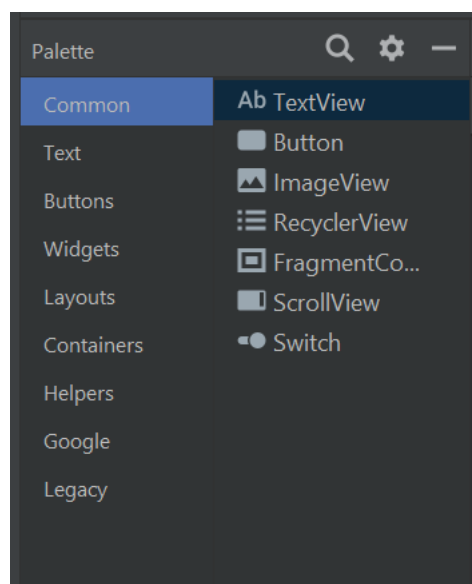 Palette
Common
Text
Buttons
Widgets
Layouts
Containers
Helpers
Google
Legacy
Ab TextView
Button
ImageView
RecyclerView
FragmentCo...
ScrollView
Switch